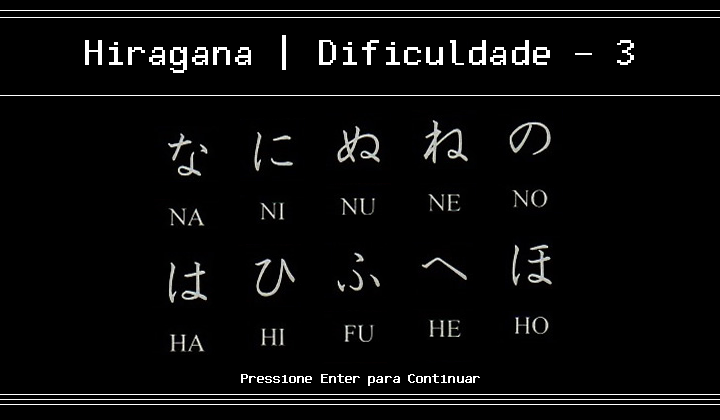 Hiragana | Dificuldade - 3
な に ぬ ね の
NA NI NU NE NO
は ひ ふ へ ほ
HA HI FU HE HO
Pressione Enter para Continuar